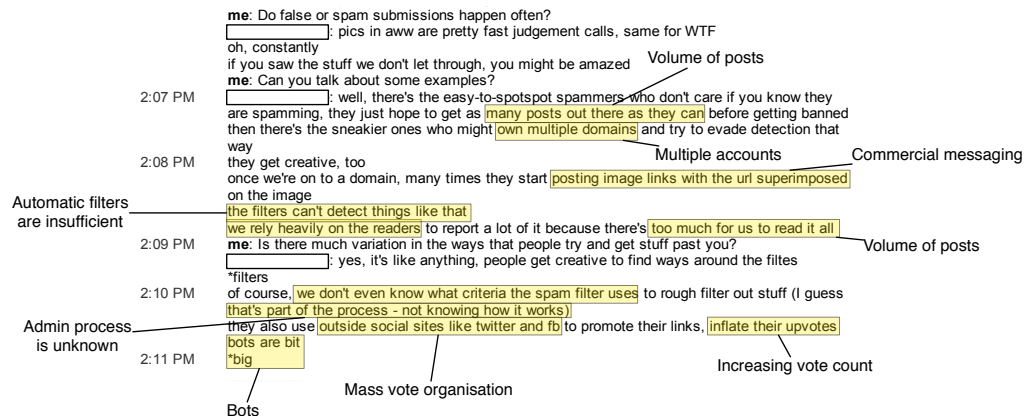 me: Do false or spam submissions happen often?
: pics in aww are pretty fast judgement calls, same for WTF
oh, constantly
if you saw the stuff we don't let through, you might be amazed
Volume of posts
me: Can you talk about some examples?
2:07 PM : well, there's the easy-to-spotspot spammers who don't care if you know they
are spamming, they just hope to get as many posts out there as they can before getting banned
then there's the sneakier ones who might own multiple domains and try to evade detection that
way
Multiple accounts
Commercial messaging
2:08 PM they get creative, too
once we're on to a domain, many times they start posting image links with the url superimposed
on the image
Automatic filters
are insufficient
the filters can't detect things like that
we rely heavily on the readers to report a lot of it because there's too much for us to read it all
2:09 PM me: Is there much variation in the ways that people try and get stuff past you?
Volume of posts
: yes, it's like anything, people get creative to find ways around the filtes
*filters
2:10 PM of course, we don't even know what criteria the spam filter uses to rough filter out stuff (I guess
that's part of the process - not knowing how it works)
Admin process
is unknown
they also use outside social sites like twitter and fb to promote their links, inflate their upvotes
bots are bit
2:11 PM *big
Increasing vote count
Mass vote organisation
Bots